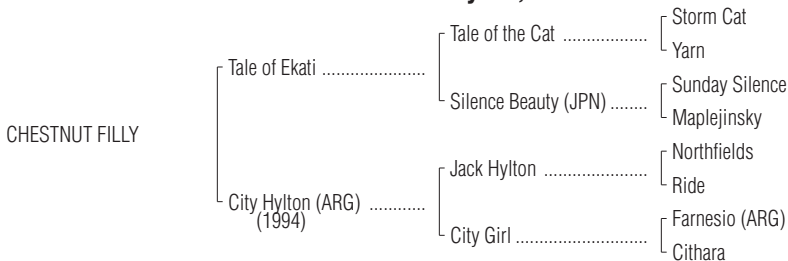 Storm Cat
Tale of the Cat ..................
Yarn
Tale of Ekati ......................
Sunday Silence
Silence Beauty (JPN) ........
Maplejinsky
CHESTNUT FILLY
Northfields
Jack Hylton ......................
Ride
City Hylton (ARG) ............
(1994)
Farnesio (ARG)
City Girl ............................
Cithara